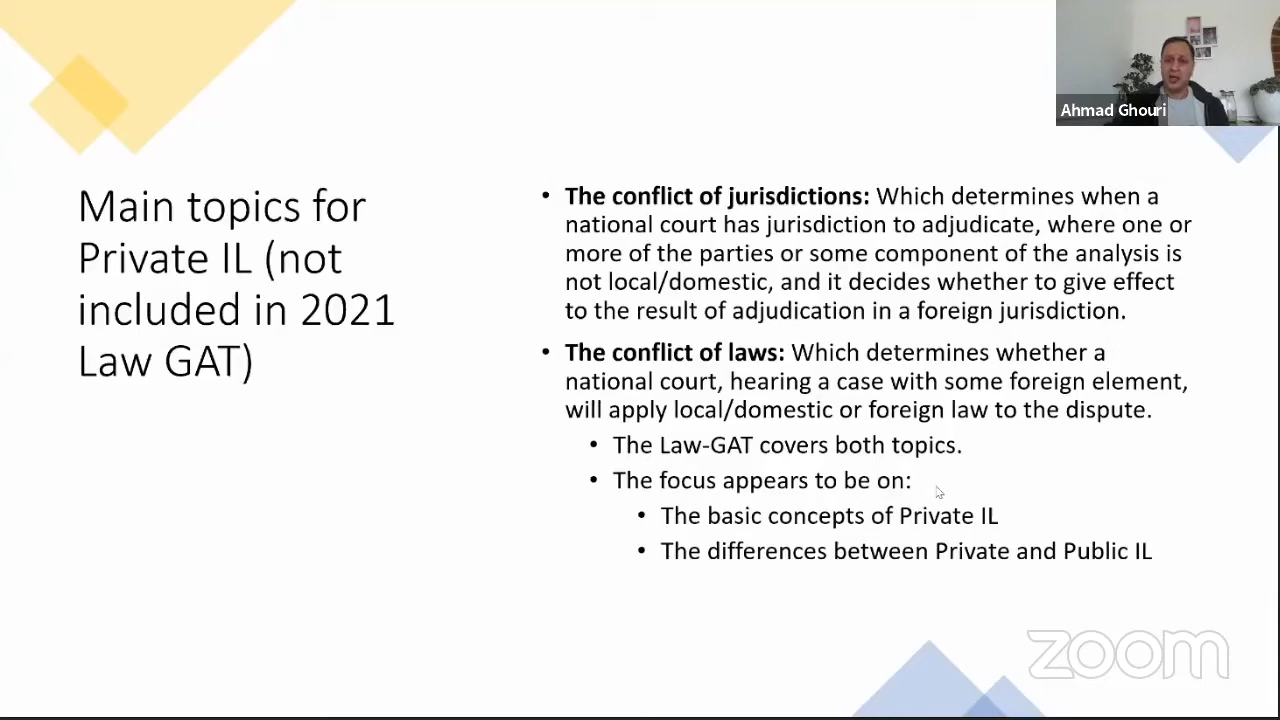 Ahmad Ghouri
Main topics for
Private IL (not
included in 2021
Law GAT)
• The conflict of jurisdictions: Which determines when a
national court has jurisdiction to adjudicate, where one or
more of the parties or some component of the analysis is
not local/domestic, and it decides whether to give effect
to the result of adjudication in a foreign jurisdiction.
• The conflict of laws: Which determines whether a
national court, hearing a case with some foreign element,
will apply local/domestic or foreign law to the dispute.
• The Law-GAT covers both topics.
• The focus appears to be on:
• The basic concepts of Private IL
• The differences between Private and Public IL
zoom